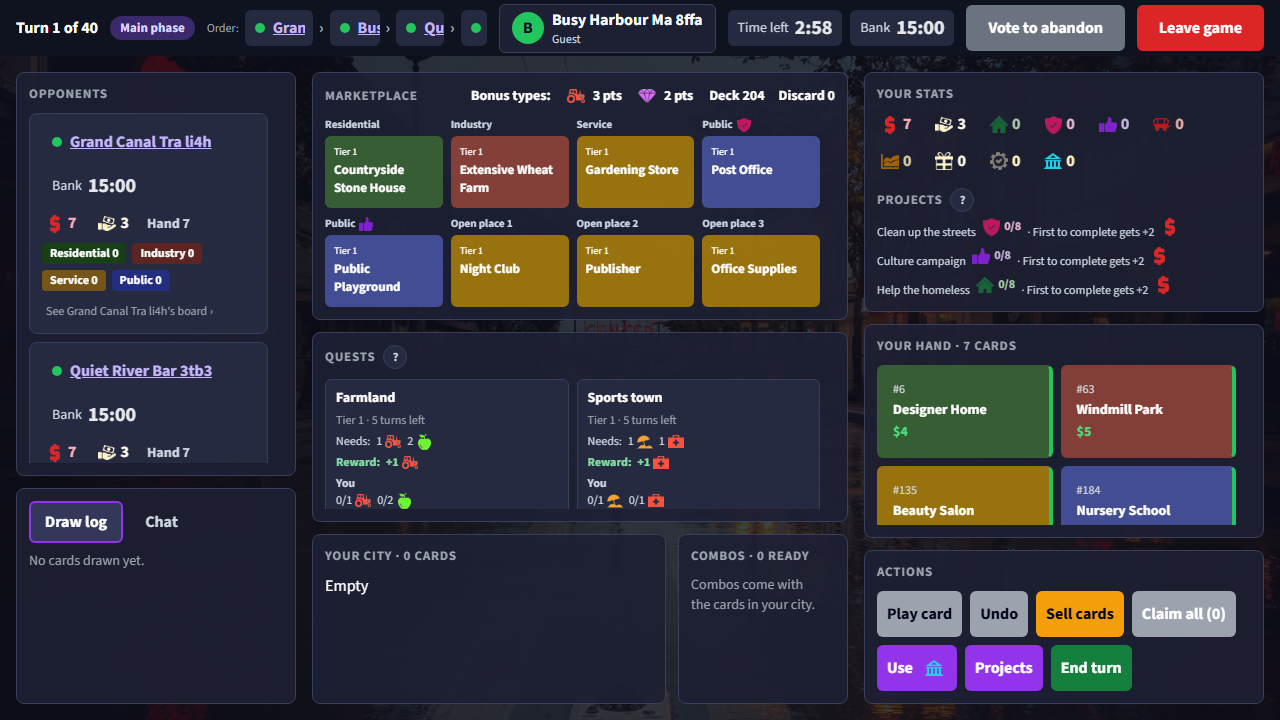 Turn 1 of 40
Main phase
Order:
Gran
›
Bus
›
Qu
›
B
Busy Harbour Ma 8ffa
Guest
Time left 2:58
Bank 15:00
Vote to abandon
Leave game
OPPONENTS
Grand Canal Tra li4h
Bank 15:00
7 3 Hand 7
Residential 0 Industry 0
Service 0 Public 0
See Grand Canal Tra li4h's board ›
Quiet River Bar 3tb3
Bank 15:00
7 3 Hand 7
Draw log Chat
No cards drawn yet.
MARKETPLACE
Bonus types: 3 pts 2 pts Deck 204 Discard 0
Residential Industry Service Public
Tier 1
Countryside
Stone House
Tier 1
Extensive Wheat
Farm
Tier 1
Gardening Store
Tier 1
Post Office
Public Open place 1 Open place 2 Open place 3
Tier 1
Public
Playground
Tier 1
Night Club
Tier 1
Publisher
Tier 1
Office Supplies
QUESTS ?
Farmland
Tier 1 · 5 turns left
Needs: 1 2
Reward: +1
You
0/1 0/2
Sports town
Tier 1 · 5 turns left
Needs: 1 1
Reward: +1
You
0/1 0/1
YOUR CITY · 0 CARDS
Empty
COMBOS · 0 READY
Combos come with
the cards in your city.
YOUR STATS
7 3 0 0 0 0
0 0 0 0
PROJECTS ?
Clean up the streets 0/8 · First to complete gets +2
Culture campaign 0/8 · First to complete gets +2
Help the homeless 0/8 · First to complete gets +2
YOUR HAND · 7 CARDS
#6
Designer Home
$4
#63
Windmill Park
$5
#135
Beauty Salon
#184
Nursery School
ACTIONS
Play card Undo Sell cards Claim all (0)
Use Projects End turn